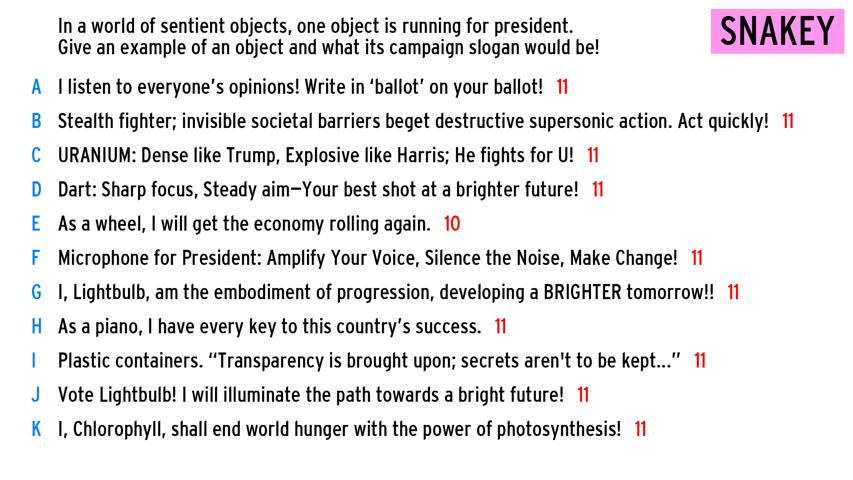 In a world of sentient objects, one object is running for president.
Give an example of an object and what its campaign slogan would be!
SNAKEY
A I listen to everyone's opinions! Write in ‘ballot’ on your ballot! 11
B Stealth fighter; invisible societal barriers beget destructive supersonic action. Act quickly! 11
C URANIUM: Dense like Trump, Explosive like Harris; He fights for U! 11
D Dart: Sharp focus, Steady aim—Your best shot at a brighter future! 11
E As a wheel, I will get the economy rolling again. 10
F Microphone for President: Amplify Your Voice, Silence the Noise, Make Change! 11
G I, Lightbulb, am the embodiment of progression, developing a BRIGHTER tomorrow!! 11
H As a piano, I have every key to this country's success. 11
I Plastic containers. “Transparency is brought upon; secrets aren't to be kept...” 11
J Vote Lightbulb! I will illuminate the path towards a bright future! 11
K I, Chlorophyll, shall end world hunger with the power of photosynthesis! 11